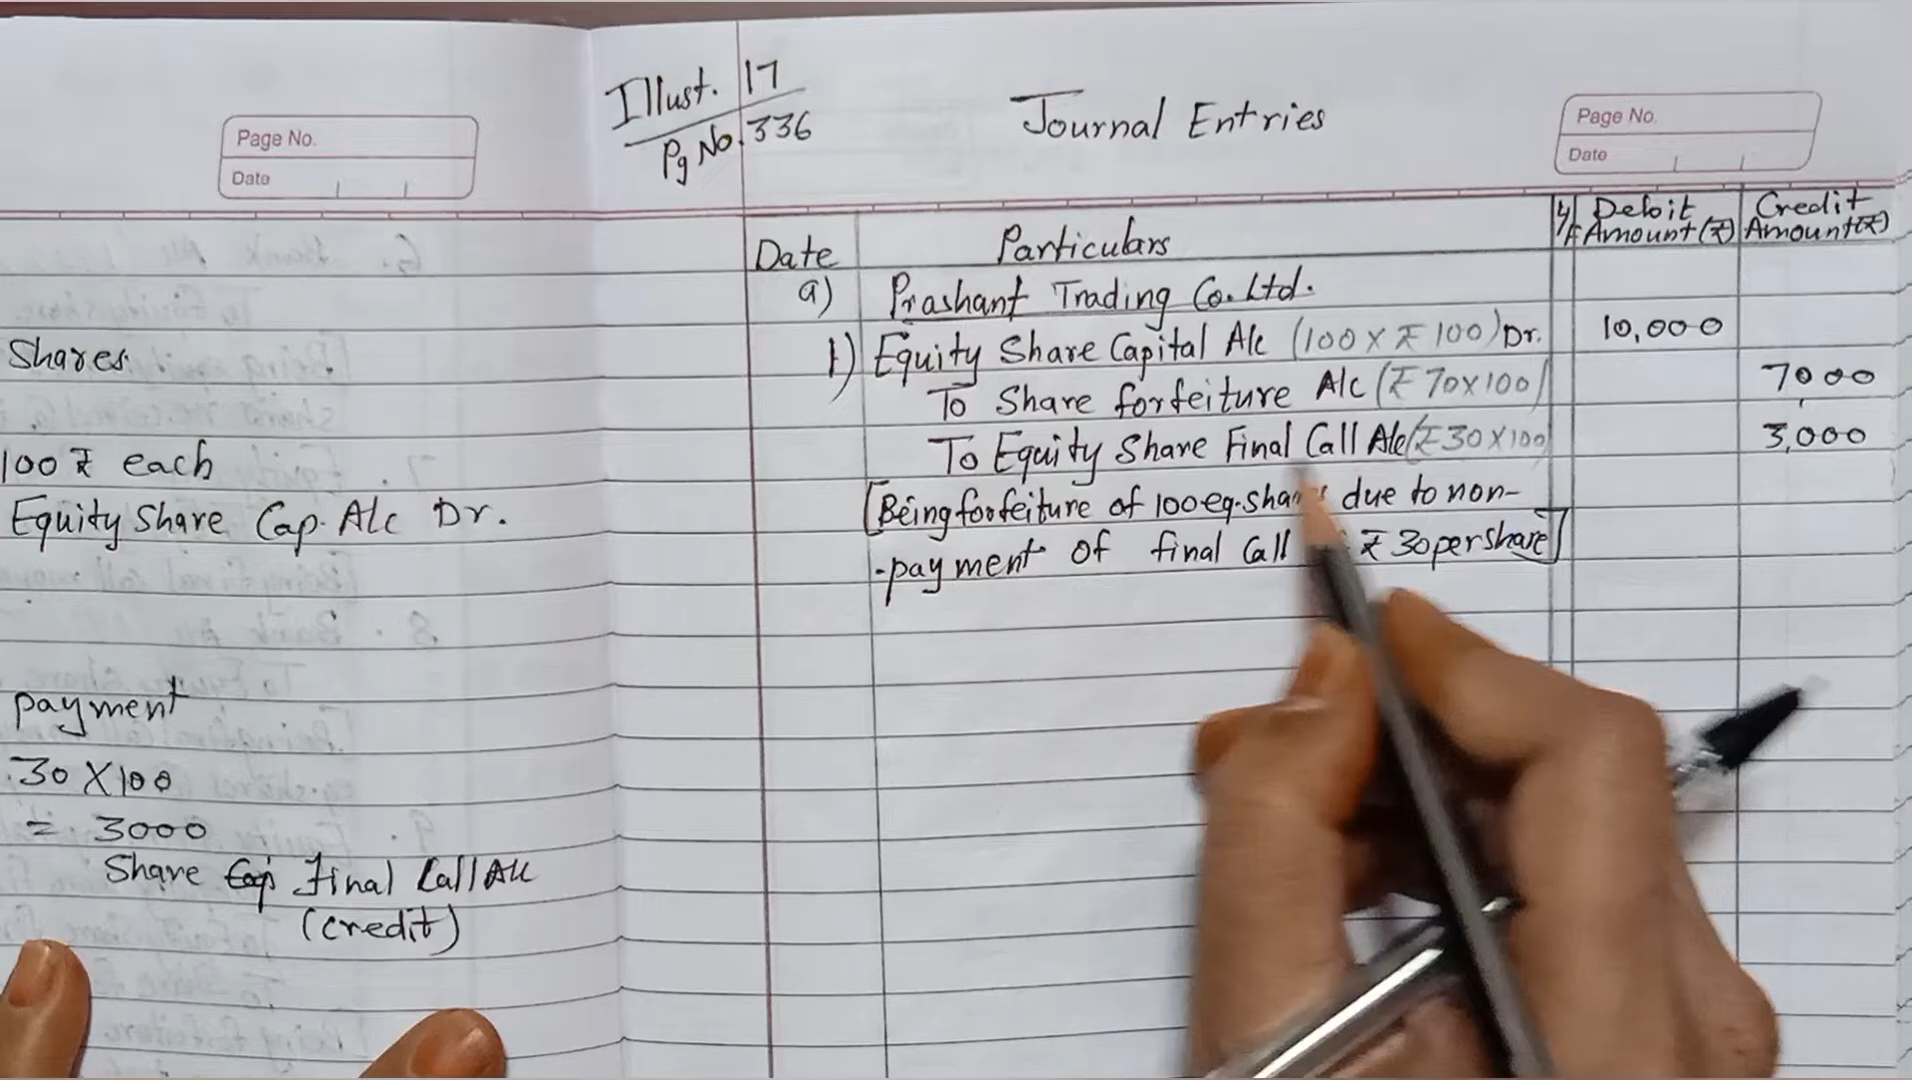 Illust. 17
Pg No. 336
Journal Entries
Page No.
Date
Page No.
Date
Shares.
100 ₹ each
Equity Share Cap. A/c Dr.
payment
30 X 100
= 3000
Share Final Call A/c
(credit)
Date Particulars L/F Debit Amount (₹) Credit Amount (₹)
a) Prashant Trading Co. Ltd.
1) Equity Share Capital A/c (100 X ₹ 100) Dr. 10,000
To Share forfeiture A/c (₹ 70 X 100) 7000
To Equity Share Final Call A/c (₹ 30 X 100) 3,000
[Being forfeiture of 100 eq. shares due to non-
-payment of final Call ₹ 30 per share]